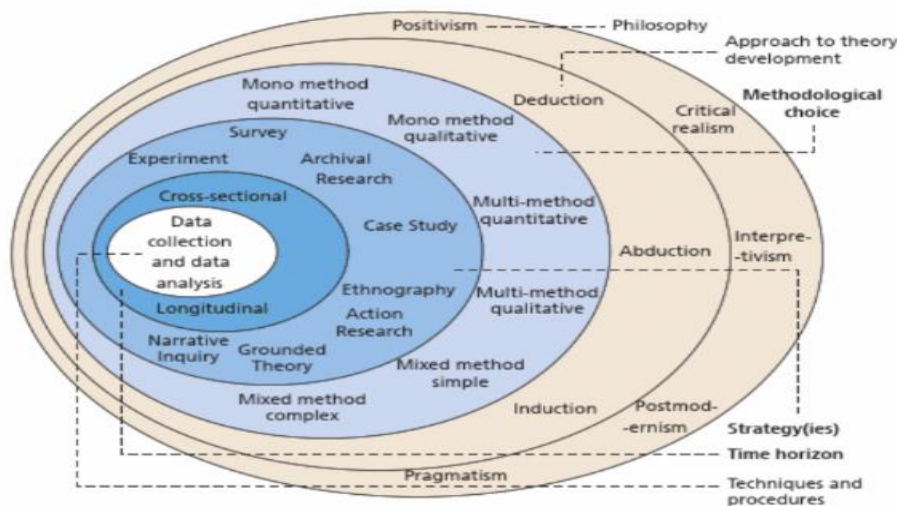 Positivism
Philosophy
Approach to theory
development
Mono method
quantitative
Deduction
Methodological
choice
Critical
realism
Mono method
qualitative
Survey
Experiment
Archival
Research
Cross-sectional
Multi-method
quantitative
Data
collection
and data
analysis
Case Study
Abduction
Interpre-
-etivism
Ethnography
Multi-method
qualitative
Longitudinal
Action
Research
Narrative
Inquiry
Grounded
Theory
Mixed method
simple
Mixed method
complex
Induction
Postmod-
-ernism
Strategy(ies)
Time horizon
Pragmatism
Techniques and
procedures